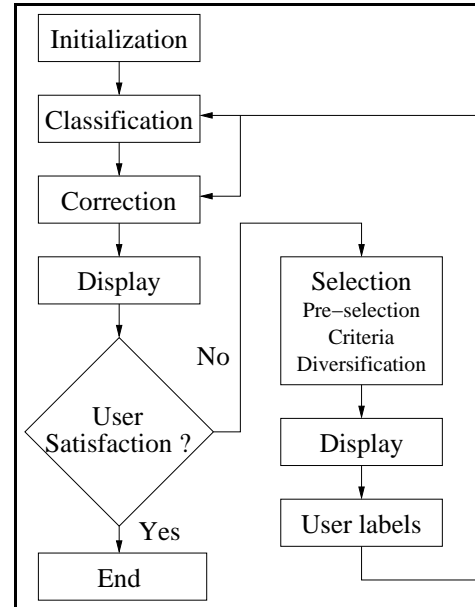 Initialization
Classification
Correction
Display
User
Satisfaction ?
No
Yes
End
Selection
Pre−selection
Criteria
Diversification
Display
User labels